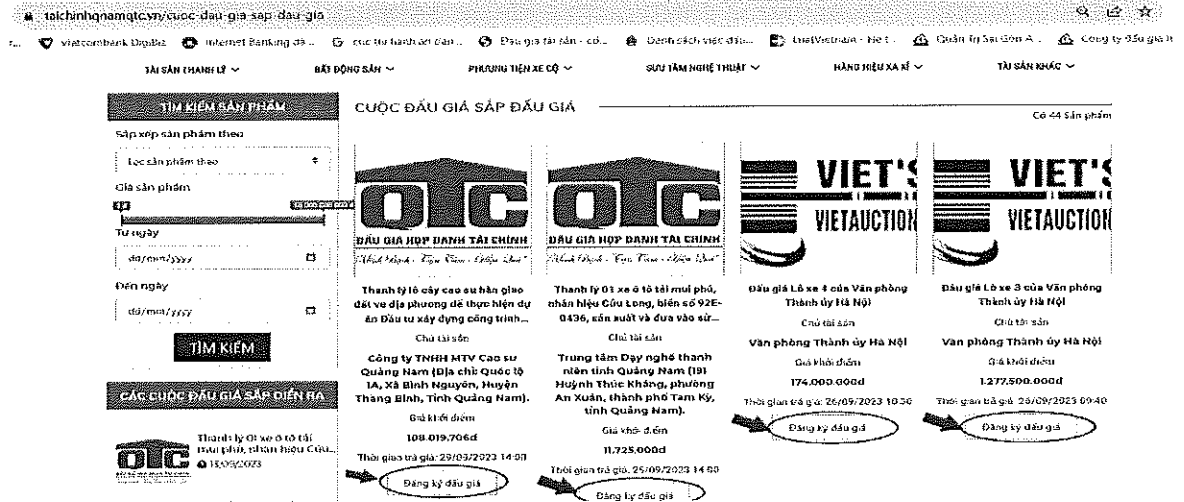 taichinhqnamqtc.vn/cuoc-dau-gia-sap-dau-gia
Vietcombank DigiBiz
Internet Banking dà...
Đấu giá tài sản - cô...
Danh sách việc đấu...
LuatVietnam - Hệ t...
Quản Trị Sài Gòn A...
Công ty đấu giá
TÀI SẢN THANH LÝ
BẤT ĐỘNG SẢN
PHƯƠNG TIỆN XE CỘ
SƯU TẦM NGHỆ THUẬT
HÀNG HIỆU XA XỈ
TÀI SẢN KHÁC
TÌM KIẾM SẢN PHẨM
Sắp xếp sản phẩm theo
Lọc sản phẩm theo
Giá sản phẩm
Từ ngày
dd/mm/yyyy
Đến ngày
dd/mm/yyyy
TÌM KIẾM
CÁC CUỘC ĐẤU GIÁ SẮP DIỄN RA
Thanh lý 01 xe ô tô tải
mui phủ, nhãn hiệu Cửu...
15/09/2023
CUỘC ĐẤU GIÁ SẮP ĐẤU GIÁ
Có 44 Sản phẩm
QTC
ĐẤU GIÁ HỢP DANH TÀI CHÍNH
Thanh lý lô cây cao su bàn giao
đất về địa phương để thực hiện dự
án Đầu tư xây dựng công trình...
Chủ tài sản
Công ty TNHH MTV Cao su
Quảng Nam (Địa chỉ: Quốc lộ
1A, Xã Bình Nguyên, Huyện
Thăng Bình, Tỉnh Quảng Nam).
Giá khởi điểm
108.019.706đ
Thời gian trả giá: 29/09/2023 14:00
Đăng ký đấu giá
QTC
ĐẤU GIÁ HỢP DANH TÀI CHÍNH
Thanh lý 01 xe ô tô tải mui phủ,
nhãn hiệu Cửu Long, biển số 92E-
0436, sản xuất và đưa vào sử...
Chủ tài sản
Trung tâm Dạy nghề thanh
niên tỉnh Quảng Nam (191
Huỳnh Thúc Kháng, phường
An Xuân, thành phố Tam Kỳ,
tỉnh Quảng Nam).
Giá khởi điểm
11.725.000đ
Thời gian trả giá: 25/09/2023 14:00
Đăng ký đấu giá
VIET'S
VIETAUCTION
Đấu giá Lô xe 4 của Văn phòng
Thành ủy Hà Nội
Chủ tài sản
Văn phòng Thành ủy Hà Nội
Giá khởi điểm
174.000.000đ
Thời gian trả giá: 26/09/2023 10:30
Đăng ký đấu giá
VIET'S
VIETAUCTION
Đấu giá Lô xe 3 của Văn phòng
Thành ủy Hà Nội
Chủ tài sản
Văn phòng Thành ủy Hà Nội
Giá khởi điểm
1.277.500.000đ
Thời gian trả giá: 26/09/2023 09:40
Đăng ký đấu giá